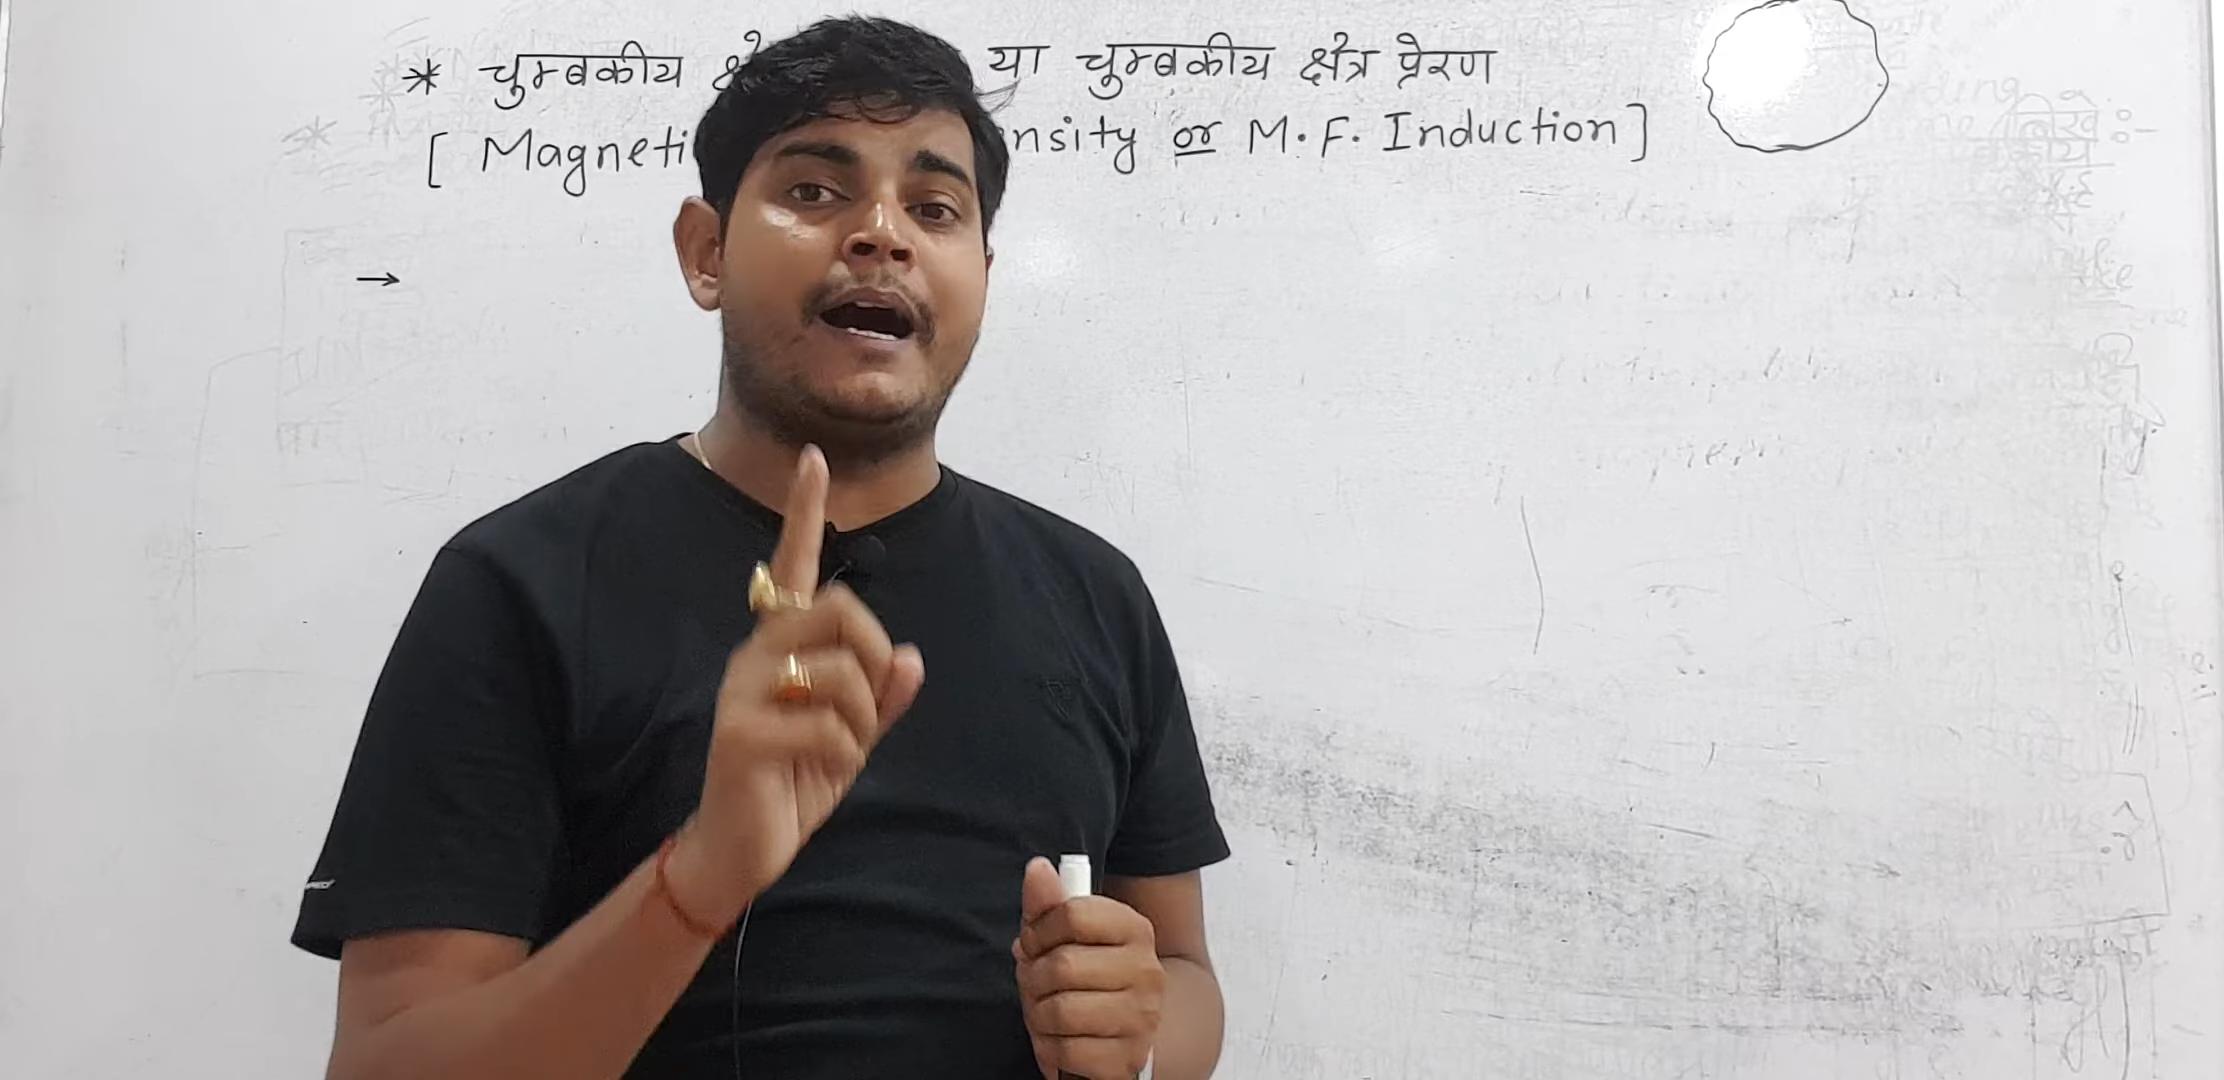 * चुम्बकीय या चुम्बकीय क्षेत्र प्रेरण
[ Magneti nsity or M.F. Induction]
→